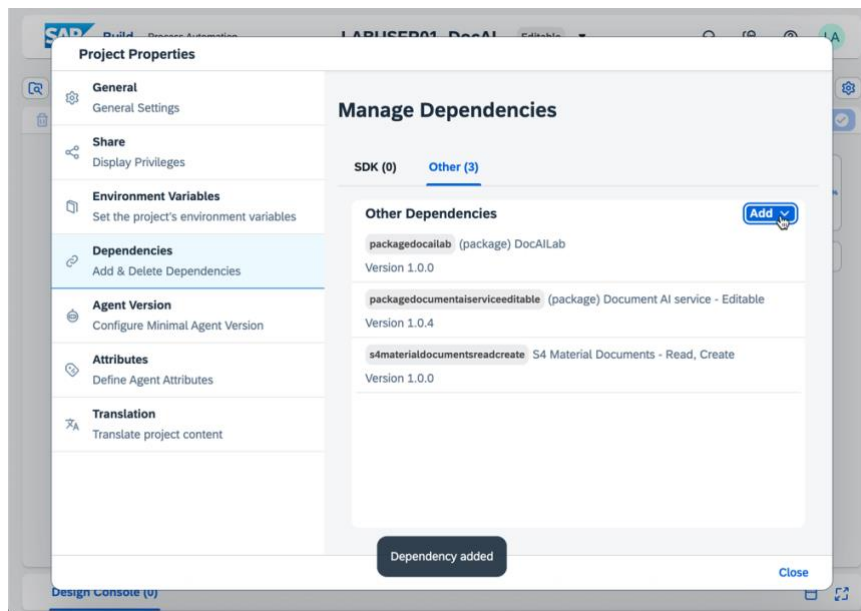 SAP Build Process Automation
LABUSER01_DocAI Editable
LA
Project Properties
General
General Settings
Share
Display Privileges
Environment Variables
Set the project's environment variables
Dependencies
Add & Delete Dependencies
Agent Version
Configure Minimal Agent Version
Attributes
Define Agent Attributes
Translation
Translate project content
Manage Dependencies
SDK (0) Other (3)
Other Dependencies
Add
packagedocailab (package) DocAILab
Version 1.0.0
packagedocumentaiserviceeditable (package) Document AI service - Editable
Version 1.0.4
s4materialdocumentsreadcreate S4 Material Documents - Read, Create
Version 1.0.0
Dependency added
Close
Design Console (0)